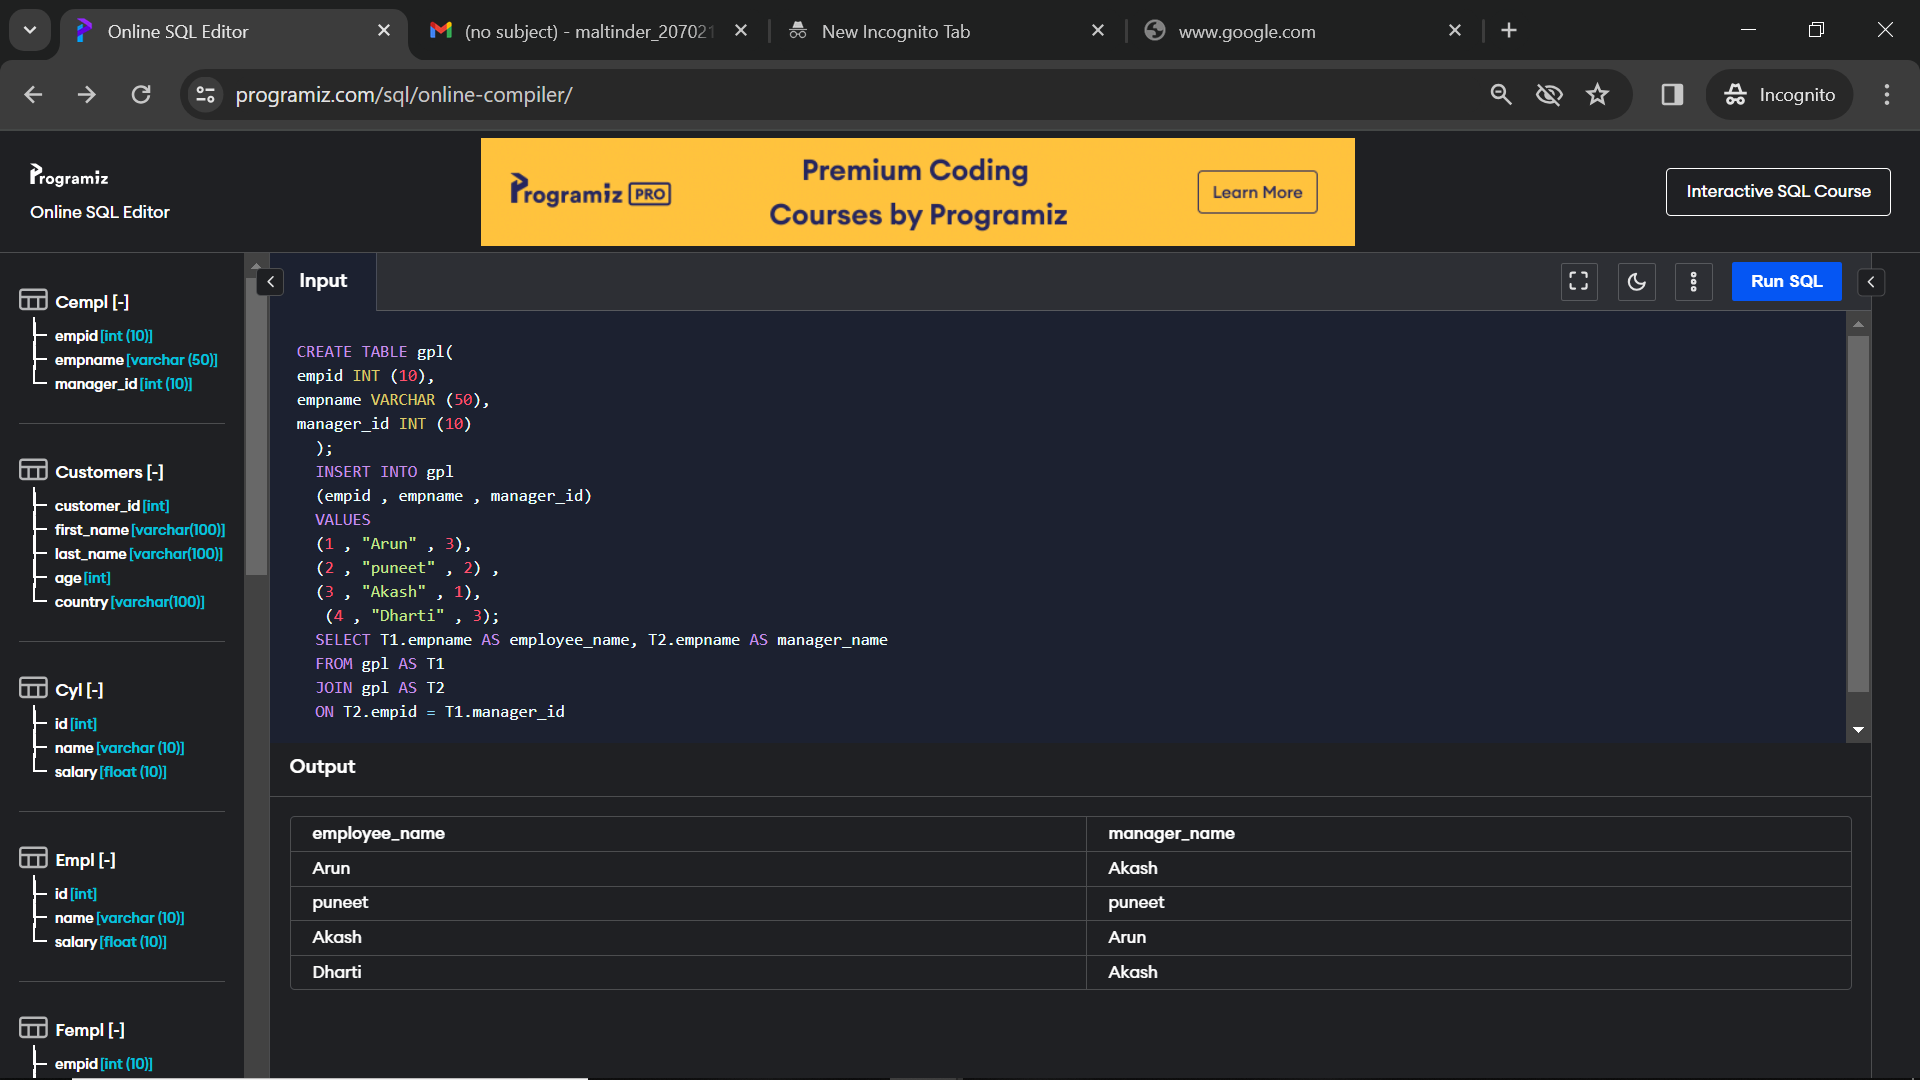 Online SQL Editor
(no subject) - maltinder_207021
New Incognito Tab
www.google.com
programiz.com/sql/online-compiler/
Incognito
Programiz
Online SQL Editor
Programiz PRO
Premium Coding
Courses by Programiz
Learn More
Interactive SQL Course
Cempl [-]
empid [int (10)]
empname [varchar (50)]
manager_id [int (10)]
Customers [-]
customer_id [int]
first_name [varchar(100)]
last_name [varchar(100)]
age [int]
country [varchar(100)]
Cyl [-]
id [int]
name [varchar (10)]
salary [float (10)]
Empl [-]
id [int]
name [varchar (10)]
salary [float (10)]
Fempl [-]
empid [int (10)]
Input
Run SQL
CREATE TABLE gpl(
empid INT (10),
empname VARCHAR (50),
manager_id INT (10)
);
INSERT INTO gpl
(empid , empname , manager_id)
VALUES
(1 , "Arun" , 3),
(2 , "puneet" , 2) ,
(3 , "Akash" , 1),
(4 , "Dharti" , 3);
SELECT T1.empname AS employee_name, T2.empname AS manager_name
FROM gpl AS T1
JOIN gpl AS T2
ON T2.empid = T1.manager_id
Output
employee_name manager_name
Arun Akash
puneet puneet
Akash Arun
Dharti Akash